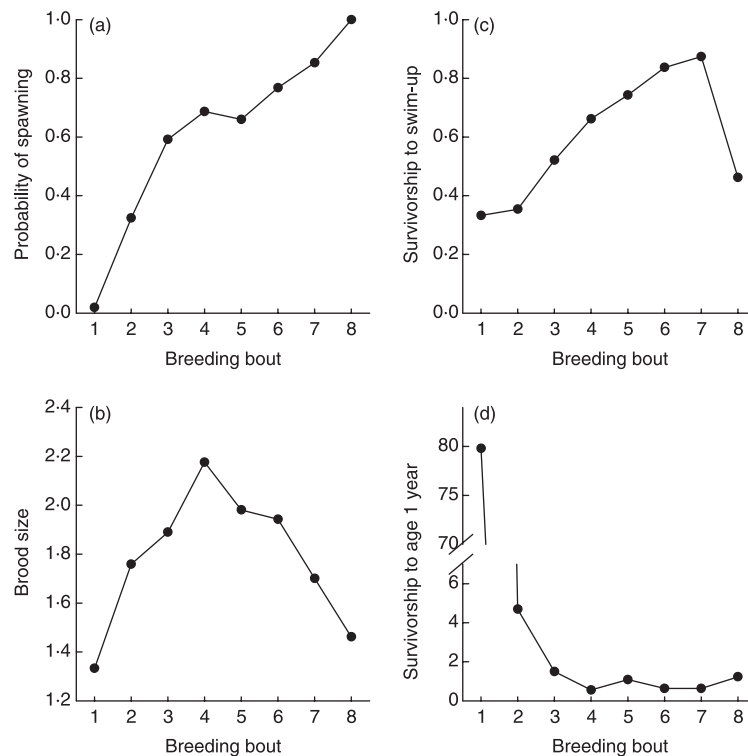 (a)
Probability of spawning
1·0
0·8
0·6
0·4
0·2
0·0
1 2 3 4 5 6 7 8
Breeding bout
(c)
Survivorship to swim-up
1·0
0·8
0·6
0·4
0·2
0·0
1 2 3 4 5 6 7 8
Breeding bout
(b)
Brood size
2·4
2·2
2·0
1·8
1·6
1·4
1·2
1 2 3 4 5 6 7 8
Breeding bout
(d)
Survivorship to age 1 year
80
75
70
6
4
2
0
1 2 3 4 5 6 7 8
Breeding bout